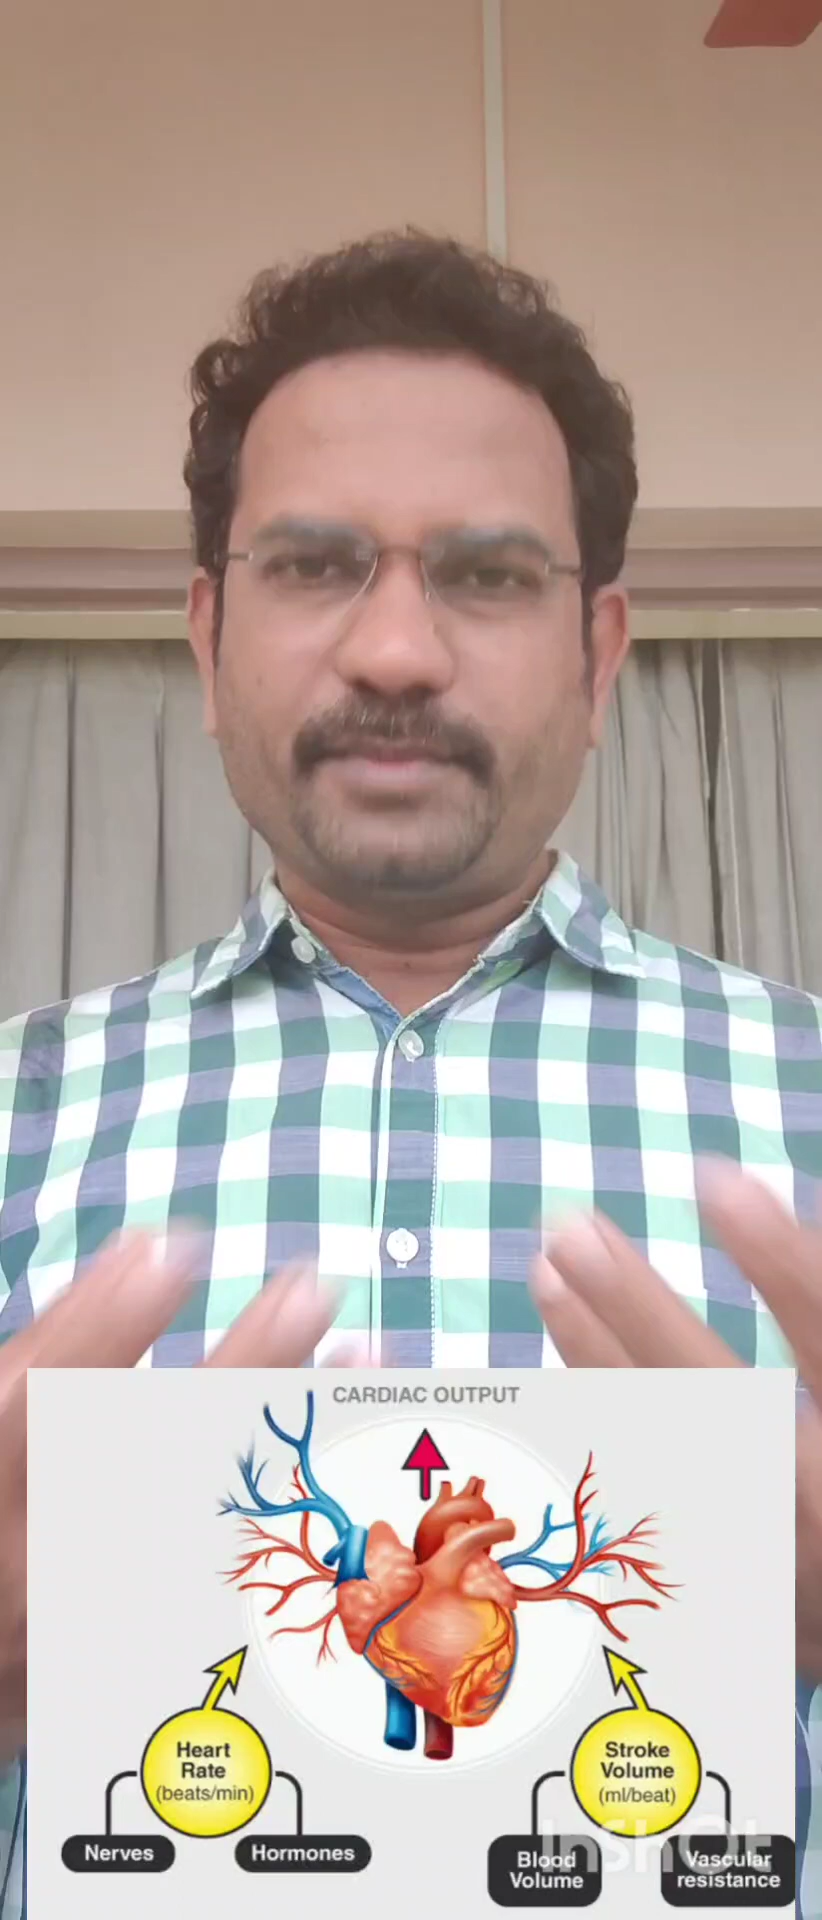 CARDIAC OUTPUT
Heart
Rate
(beats/min)
Nerves
Hormones
Stroke
Volume
(ml/beat)
Blood
Volume
Vascular
resistance
InShOt